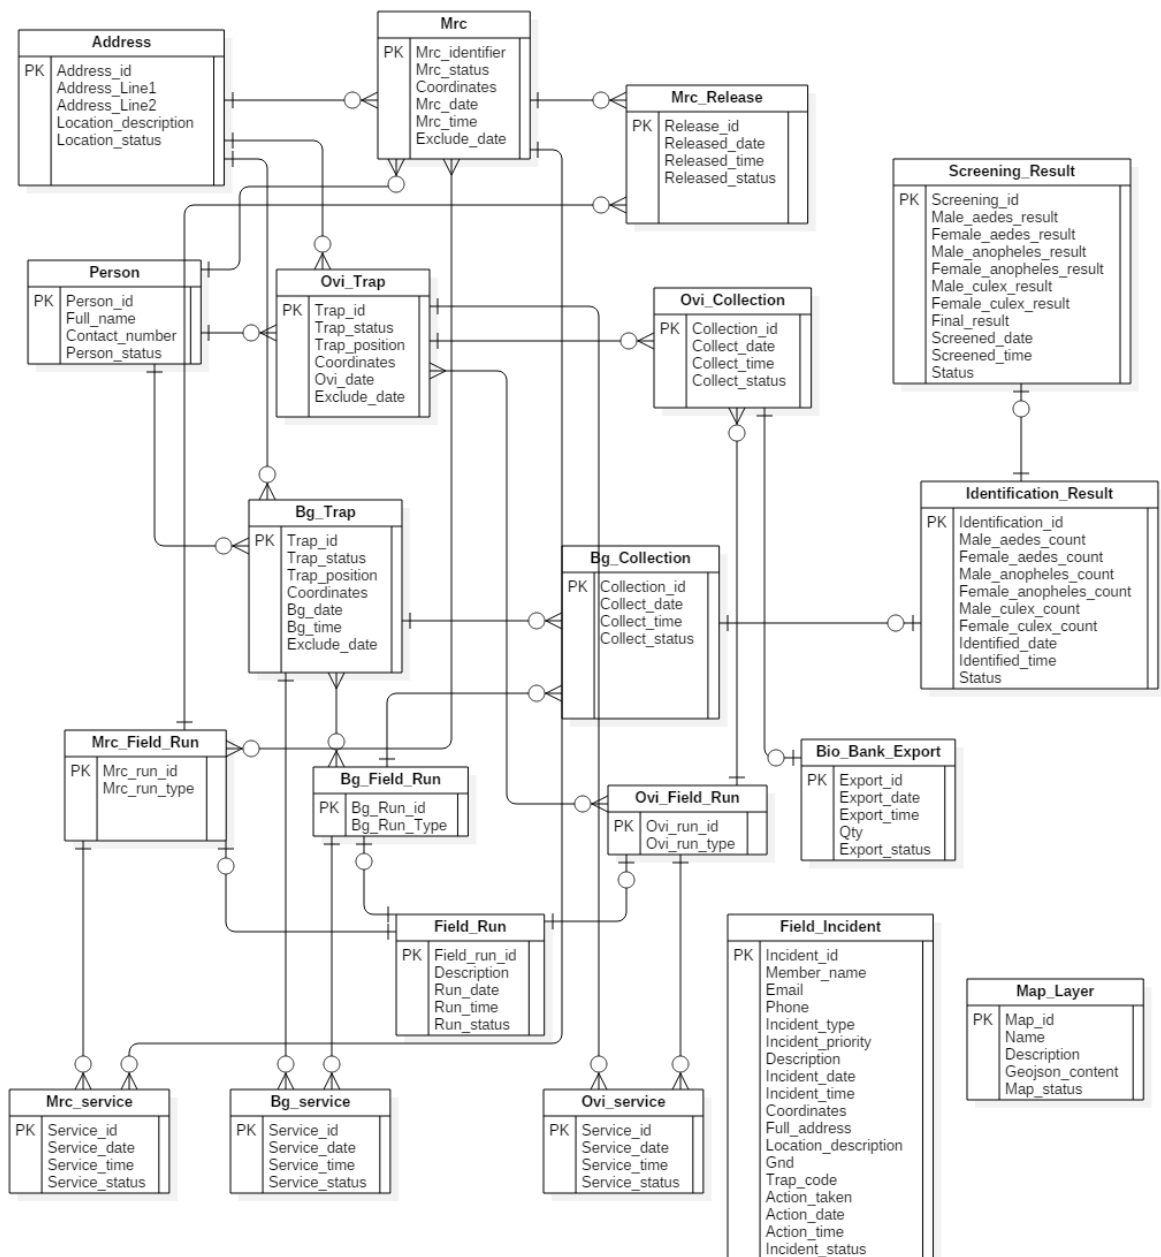 Mrc
PK
Mrc_identifier
Mrc_status
Coordinates
Mrc_date
Mrc_time
Exclude_date
Address
PK
Address_id
Address_Line1
Address_Line2
Location_description
Location_status
Mrc_Release
PK
Release_id
Released_date
Released_time
Released_status
Screening_Result
PK
Screening_id
Male_aedes_result
Female_aedes_result
Male_anopheles_result
Female_anopheles_result
Male_culex_result
Female_culex_result
Final_result
Screened_date
Screened_time
Status
Person
PK
Person_id
Full_name
Contact_number
Person_status
Ovi_Trap
PK
Trap_id
Trap_status
Trap_position
Coordinates
Ovi_date
Exclude_date
Ovi_Collection
PK
Collection_id
Collect_date
Collect_time
Collect_status
Identification_Result
PK
Identification_id
Male_aedes_count
Female_aedes_count
Male_anopheles_count
Female_anopheles_count
Male_culex_count
Female_culex_count
Identified_date
Identified_time
Status
Bg_Trap
PK
Trap_id
Trap_status
Trap_position
Coordinates
Bg_date
Bg_time
Exclude_date
Bg_Collection
PK
Collection_id
Collect_date
Collect_time
Collect_status
Mrc_Field_Run
PK
Mrc_run_id
Mrc_run_type
Bg_Field_Run
PK
Bg_Run_id
Bg_Run_Type
Ovi_Field_Run
PK
Ovi_run_id
Ovi_run_type
Bio_Bank_Export
PK
Export_id
Export_date
Export_time
Qty
Export_status
Field_Run
PK
Field_run_id
Description
Run_date
Run_time
Run_status
Field_Incident
PK
Incident_id
Member_name
Email
Phone
Incident_type
Incident_priority
Description
Incident_date
Incident_time
Coordinates
Full_address
Location_description
Gnd
Trap_code
Action_taken
Action_date
Action_time
Incident_status
Map_Layer
PK
Map_id
Name
Description
Geojson_content
Map_status
Mrc_service
PK
Service_id
Service_date
Service_time
Service_status
Bg_service
PK
Service_id
Service_date
Service_time
Service_status
Ovi_service
PK
Service_id
Service_date
Service_time
Service_status